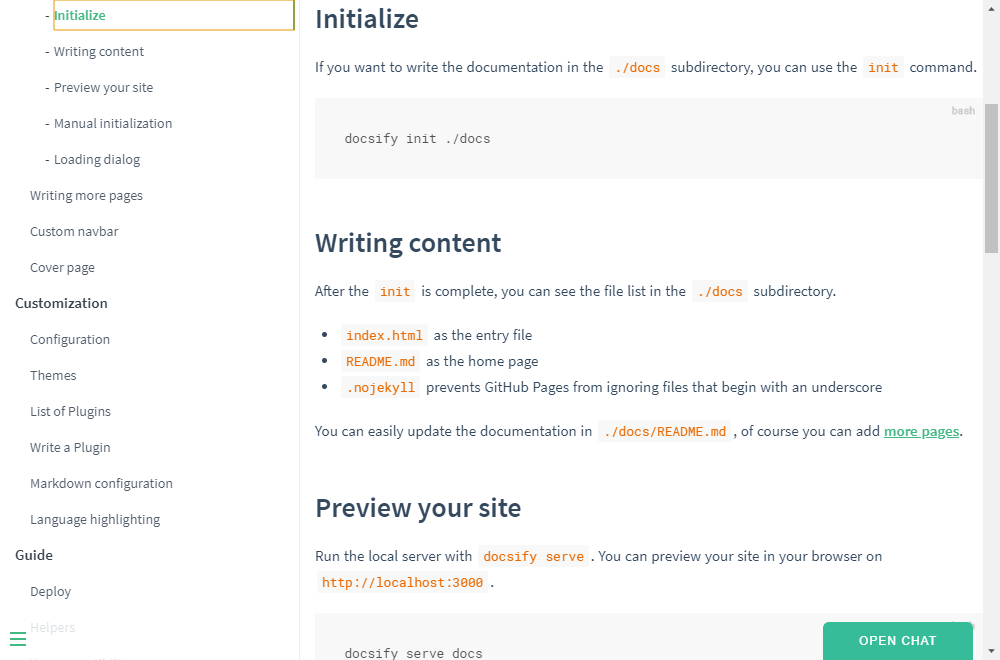 - Initialize
- Writing content
- Preview your site
- Manual initialization
- Loading dialog
Writing more pages
Custom navbar
Cover page
Customization
Configuration
Themes
List of Plugins
Write a Plugin
Markdown configuration
Language highlighting
Guide
Deploy
Helpers
Initialize
If you want to write the documentation in the ./docs subdirectory, you can use the init command.
bash
docsify init ./docs
Writing content
After the init is complete, you can see the file list in the ./docs subdirectory.
• index.html as the entry file
• README.md as the home page
• .nojekyll prevents GitHub Pages from ignoring files that begin with an underscore
You can easily update the documentation in ./docs/README.md , of course you can add more pages.
Preview your site
Run the local server with docsify serve . You can preview your site in your browser on
http://localhost:3000 .
docsify serve docs
OPEN CHAT